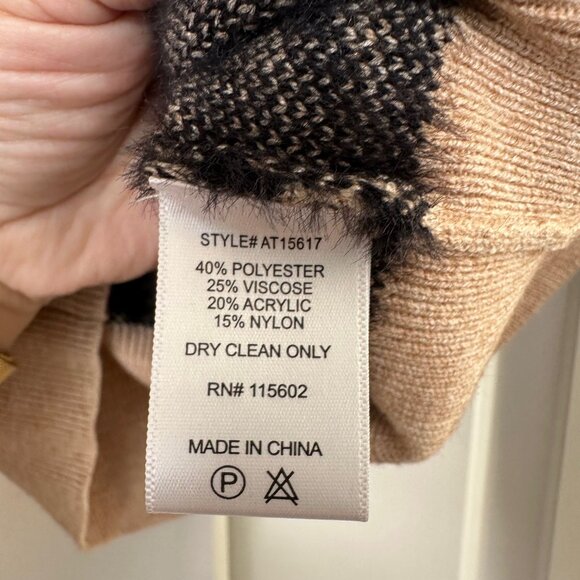 STYLE# AT15617
40% POLYESTER
25% VISCOSE
20% ACRYLIC
15% NYLON
DRY CLEAN ONLY
RN# 115602
MADE IN CHINA
P